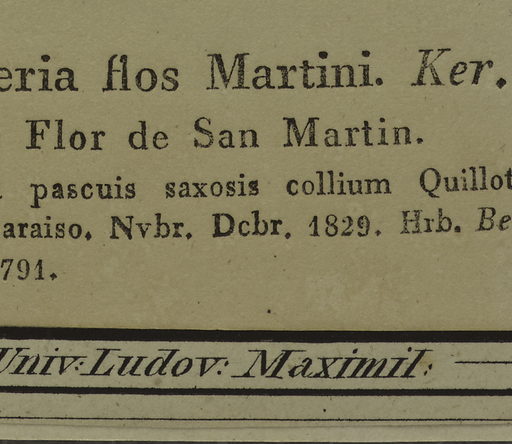 eria flos Martini. Ker.
Flor de San Martin.
pascuis saxosis collium Quillot
araiso. Nvbr. Dcbr. 1829. Hrb. Be
791.
Univ: Ludov: Maximil: